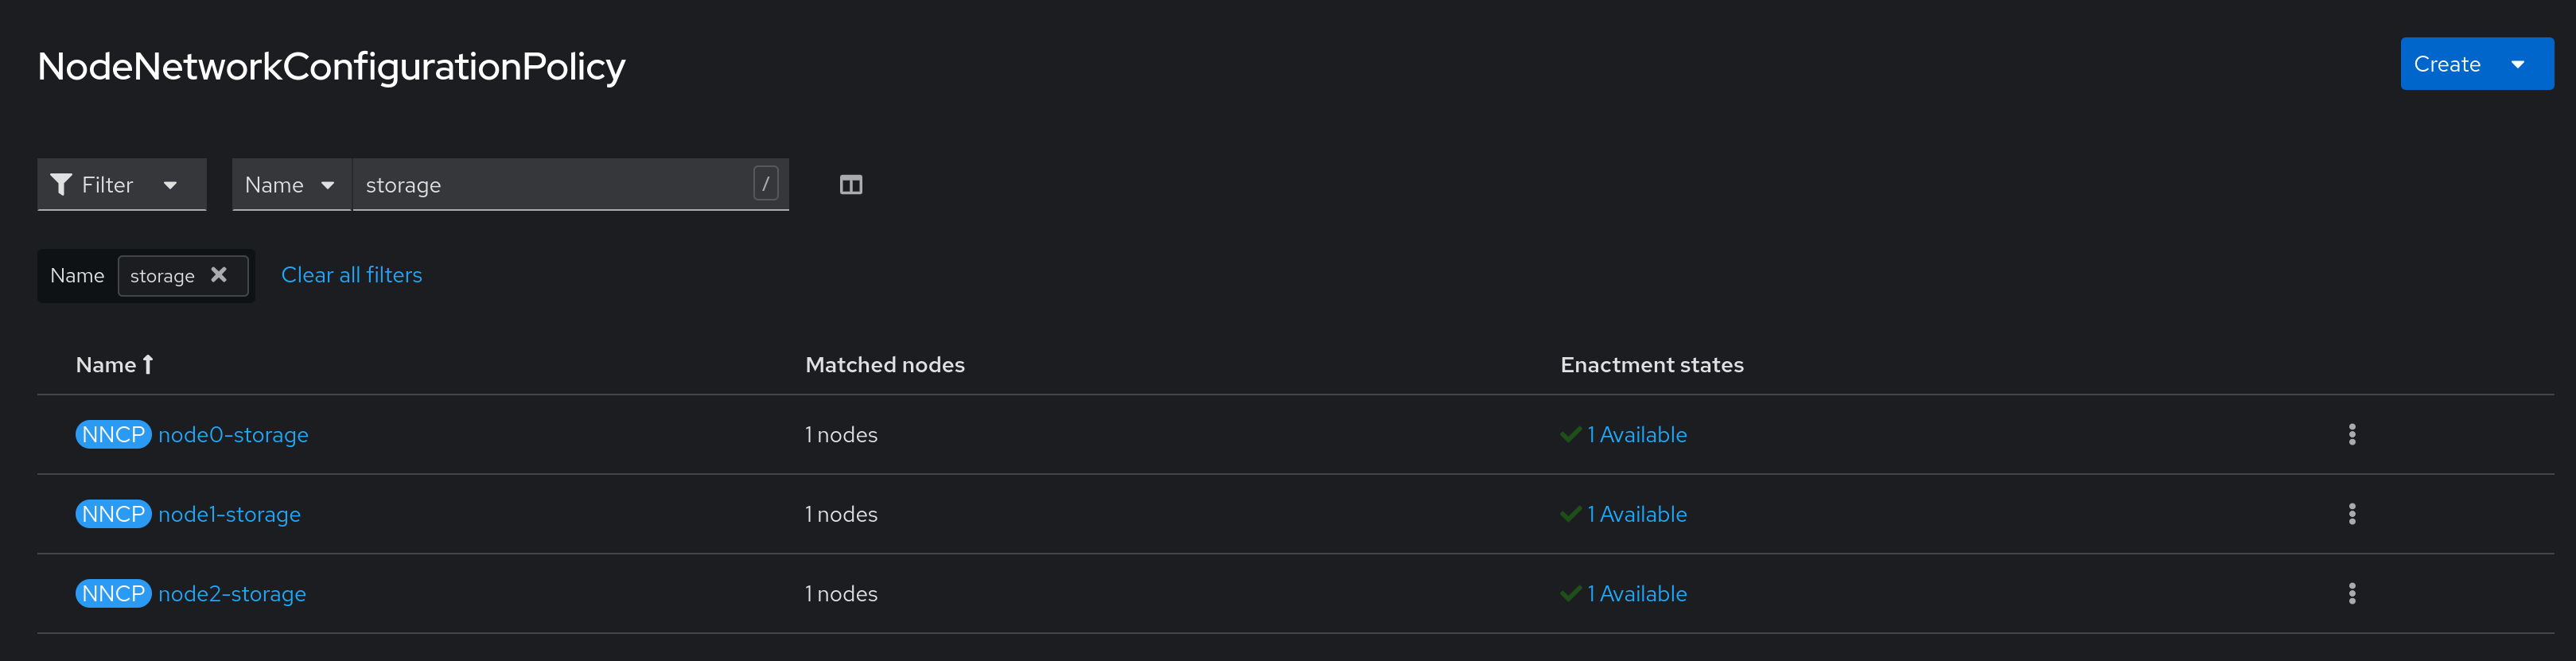 NodeNetworkConfigurationPolicy
Create
Filter Name storage /
Name storage Clear all filters
Name Matched nodes Enactment states
NNCP node0-storage 1 nodes 1 Available
NNCP node1-storage 1 nodes 1 Available
NNCP node2-storage 1 nodes 1 Available